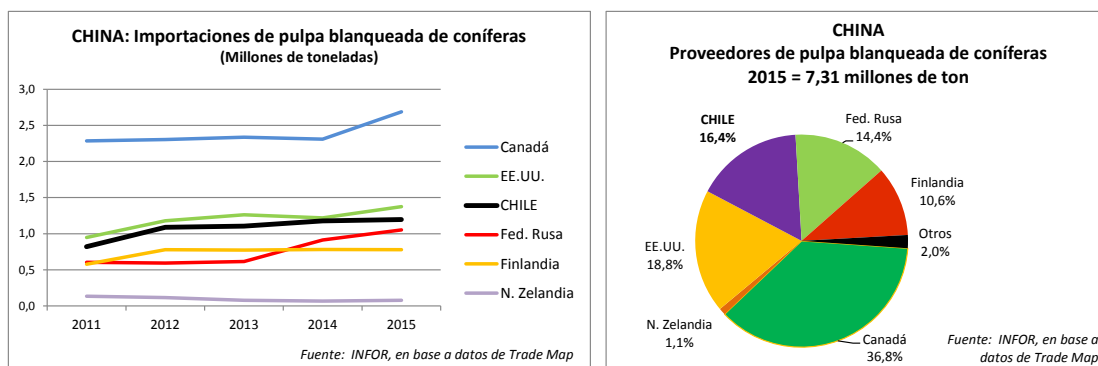 CHINA: Importaciones de pulpa blanqueada de coníferas
(Millones de toneladas)
3,0
2,5
2,0
1,5
1,0
0,5
0,0
2011 2012 2013 2014 2015
Canadá
EE.UU.
CHILE
Fed. Rusa
Finlandia
N. Zelandia
Fuente: INFOR, en base a datos de Trade Map
CHINA
Proveedores de pulpa blanqueada de coníferas
2015 = 7,31 millones de ton
CHILE
16,4%
Fed. Rusa
14,4%
Finlandia
10,6%
Otros
2,0%
EE.UU.
18,8%
N. Zelandia
1,1%
Canadá
36,8%
Fuente: INFOR, en base a
datos de Trade Map